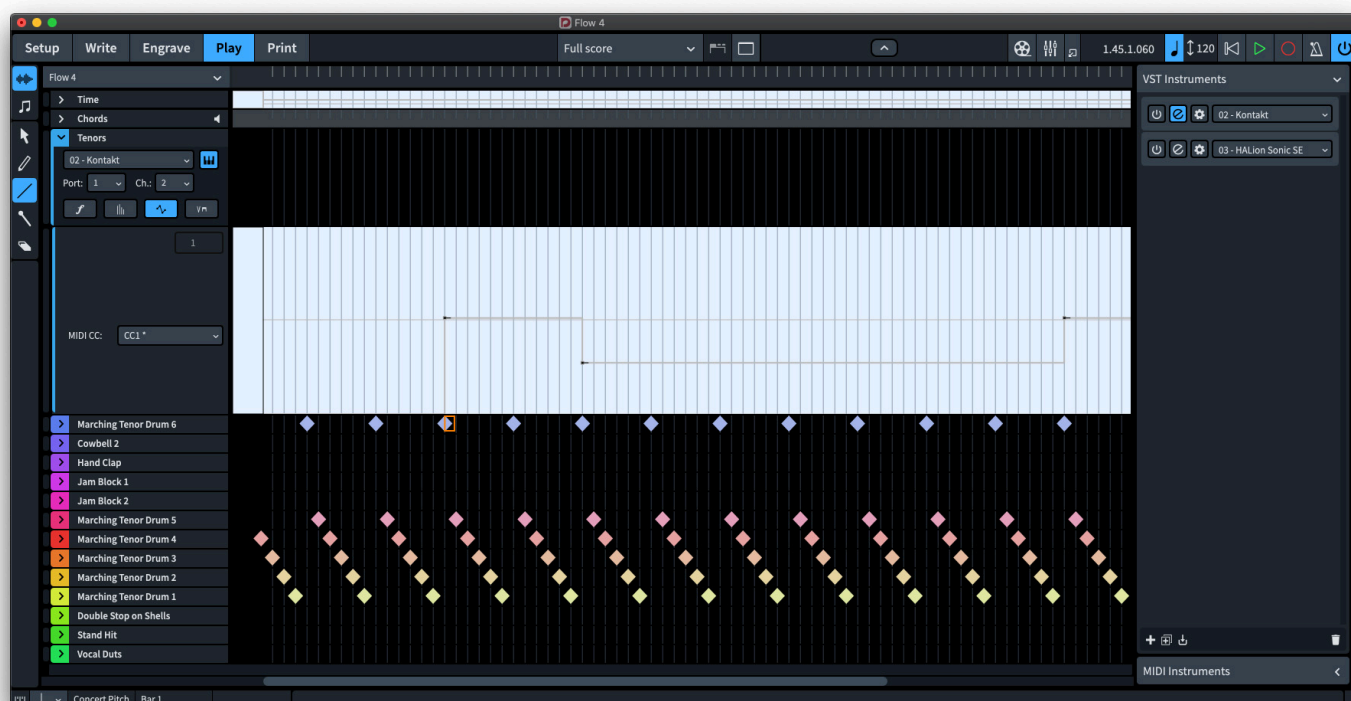 Flow 4
Setup Write Engrave Play Print Full score 1.45.1.060 120
Flow 4
VST Instruments
Time
Chords
Tenors
02 - Kontakt
02 - Kontakt
03 - HALion Sonic SE
Port: 1 Ch.: 2
1
MIDI CC: CC1 *
Marching Tenor Drum 6
Cowbell 2
Hand Clap
Jam Block 1
Jam Block 2
Marching Tenor Drum 5
Marching Tenor Drum 4
Marching Tenor Drum 3
Marching Tenor Drum 2
Marching Tenor Drum 1
Double Stop on Shells
Stand Hit
Vocal Duts
MIDI Instruments
Concert Pitch Bar 1